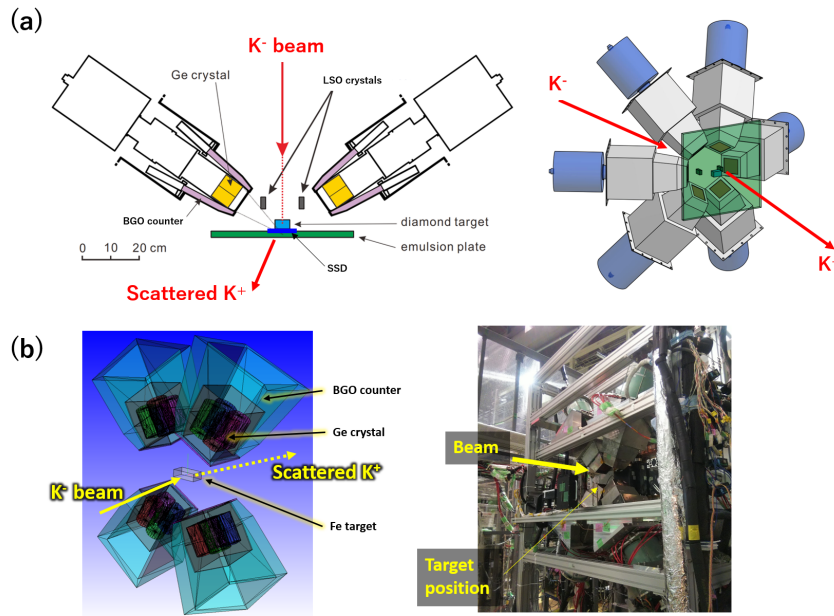 (a)
K⁻ beam
Ge crystal
LSO crystals
BGO counter
diamond target
emulsion plate
0 10 20 cm
SSD
Scattered K⁺
K⁻
K⁺
(b)
BGO counter
Ge crystal
Scattered K⁺
K⁻ beam
Fe target
Beam
Target
position